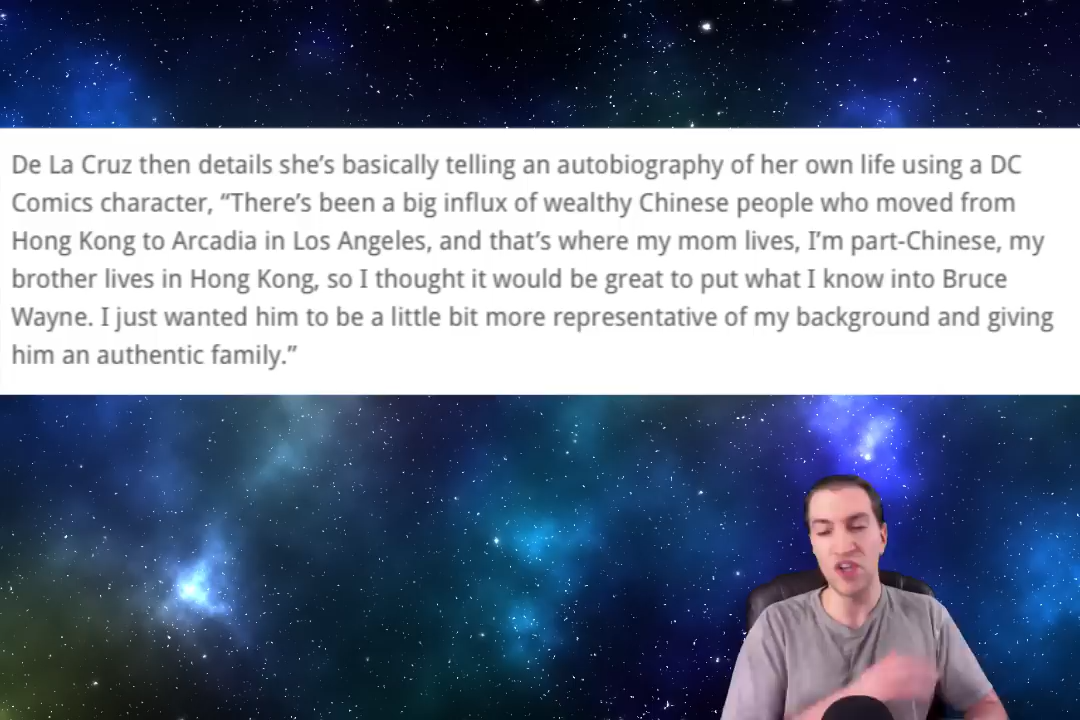 De La Cruz then details she’s basically telling an autobiography of her own life using a DC
Comics character, “There’s been a big influx of wealthy Chinese people who moved from
Hong Kong to Arcadia in Los Angeles, and that’s where my mom lives, I’m part-Chinese, my
brother lives in Hong Kong, so I thought it would be great to put what I know into Bruce
Wayne. I just wanted him to be a little bit more representative of my background and giving
him an authentic family.”